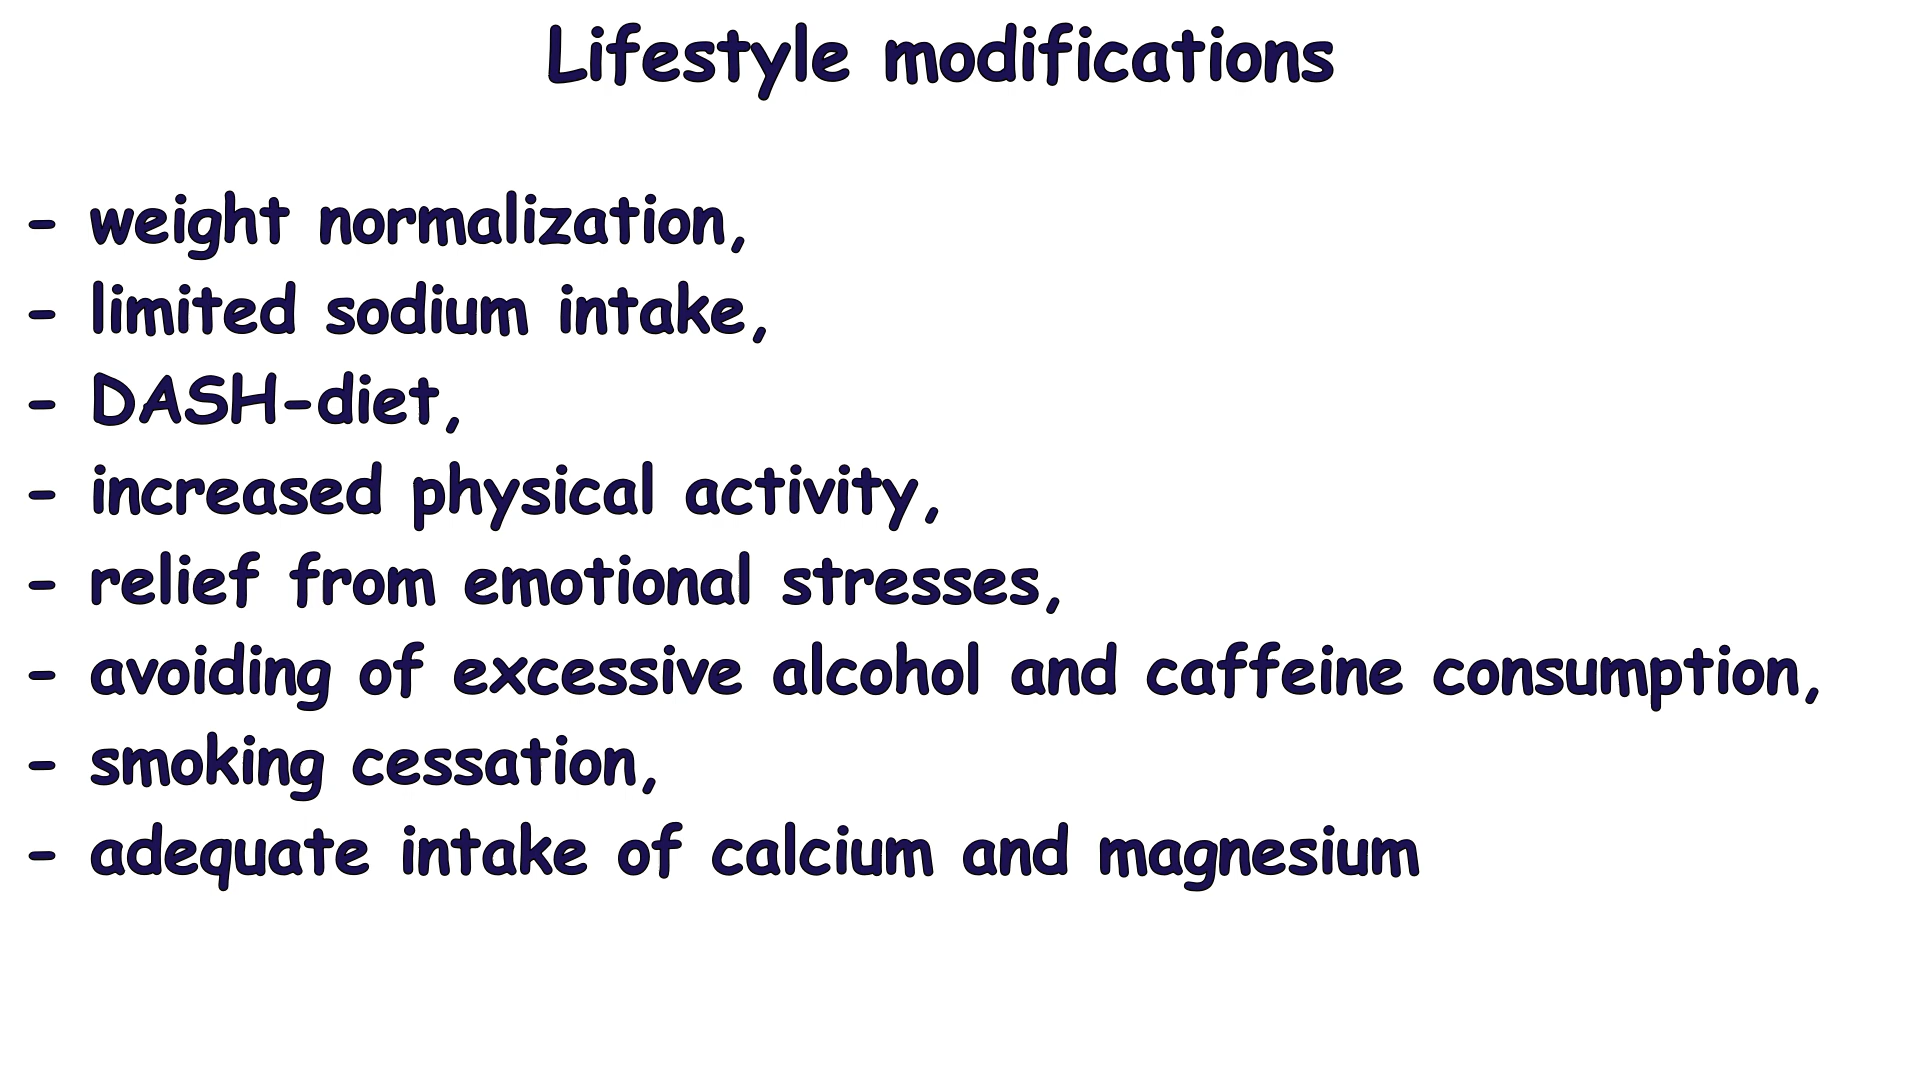 Lifestyle modifications
- weight normalization,
- limited sodium intake,
- DASH-diet,
- increased physical activity,
- relief from emotional stresses,
- avoiding of excessive alcohol and caffeine consumption,
- smoking cessation,
- adequate intake of calcium and magnesium